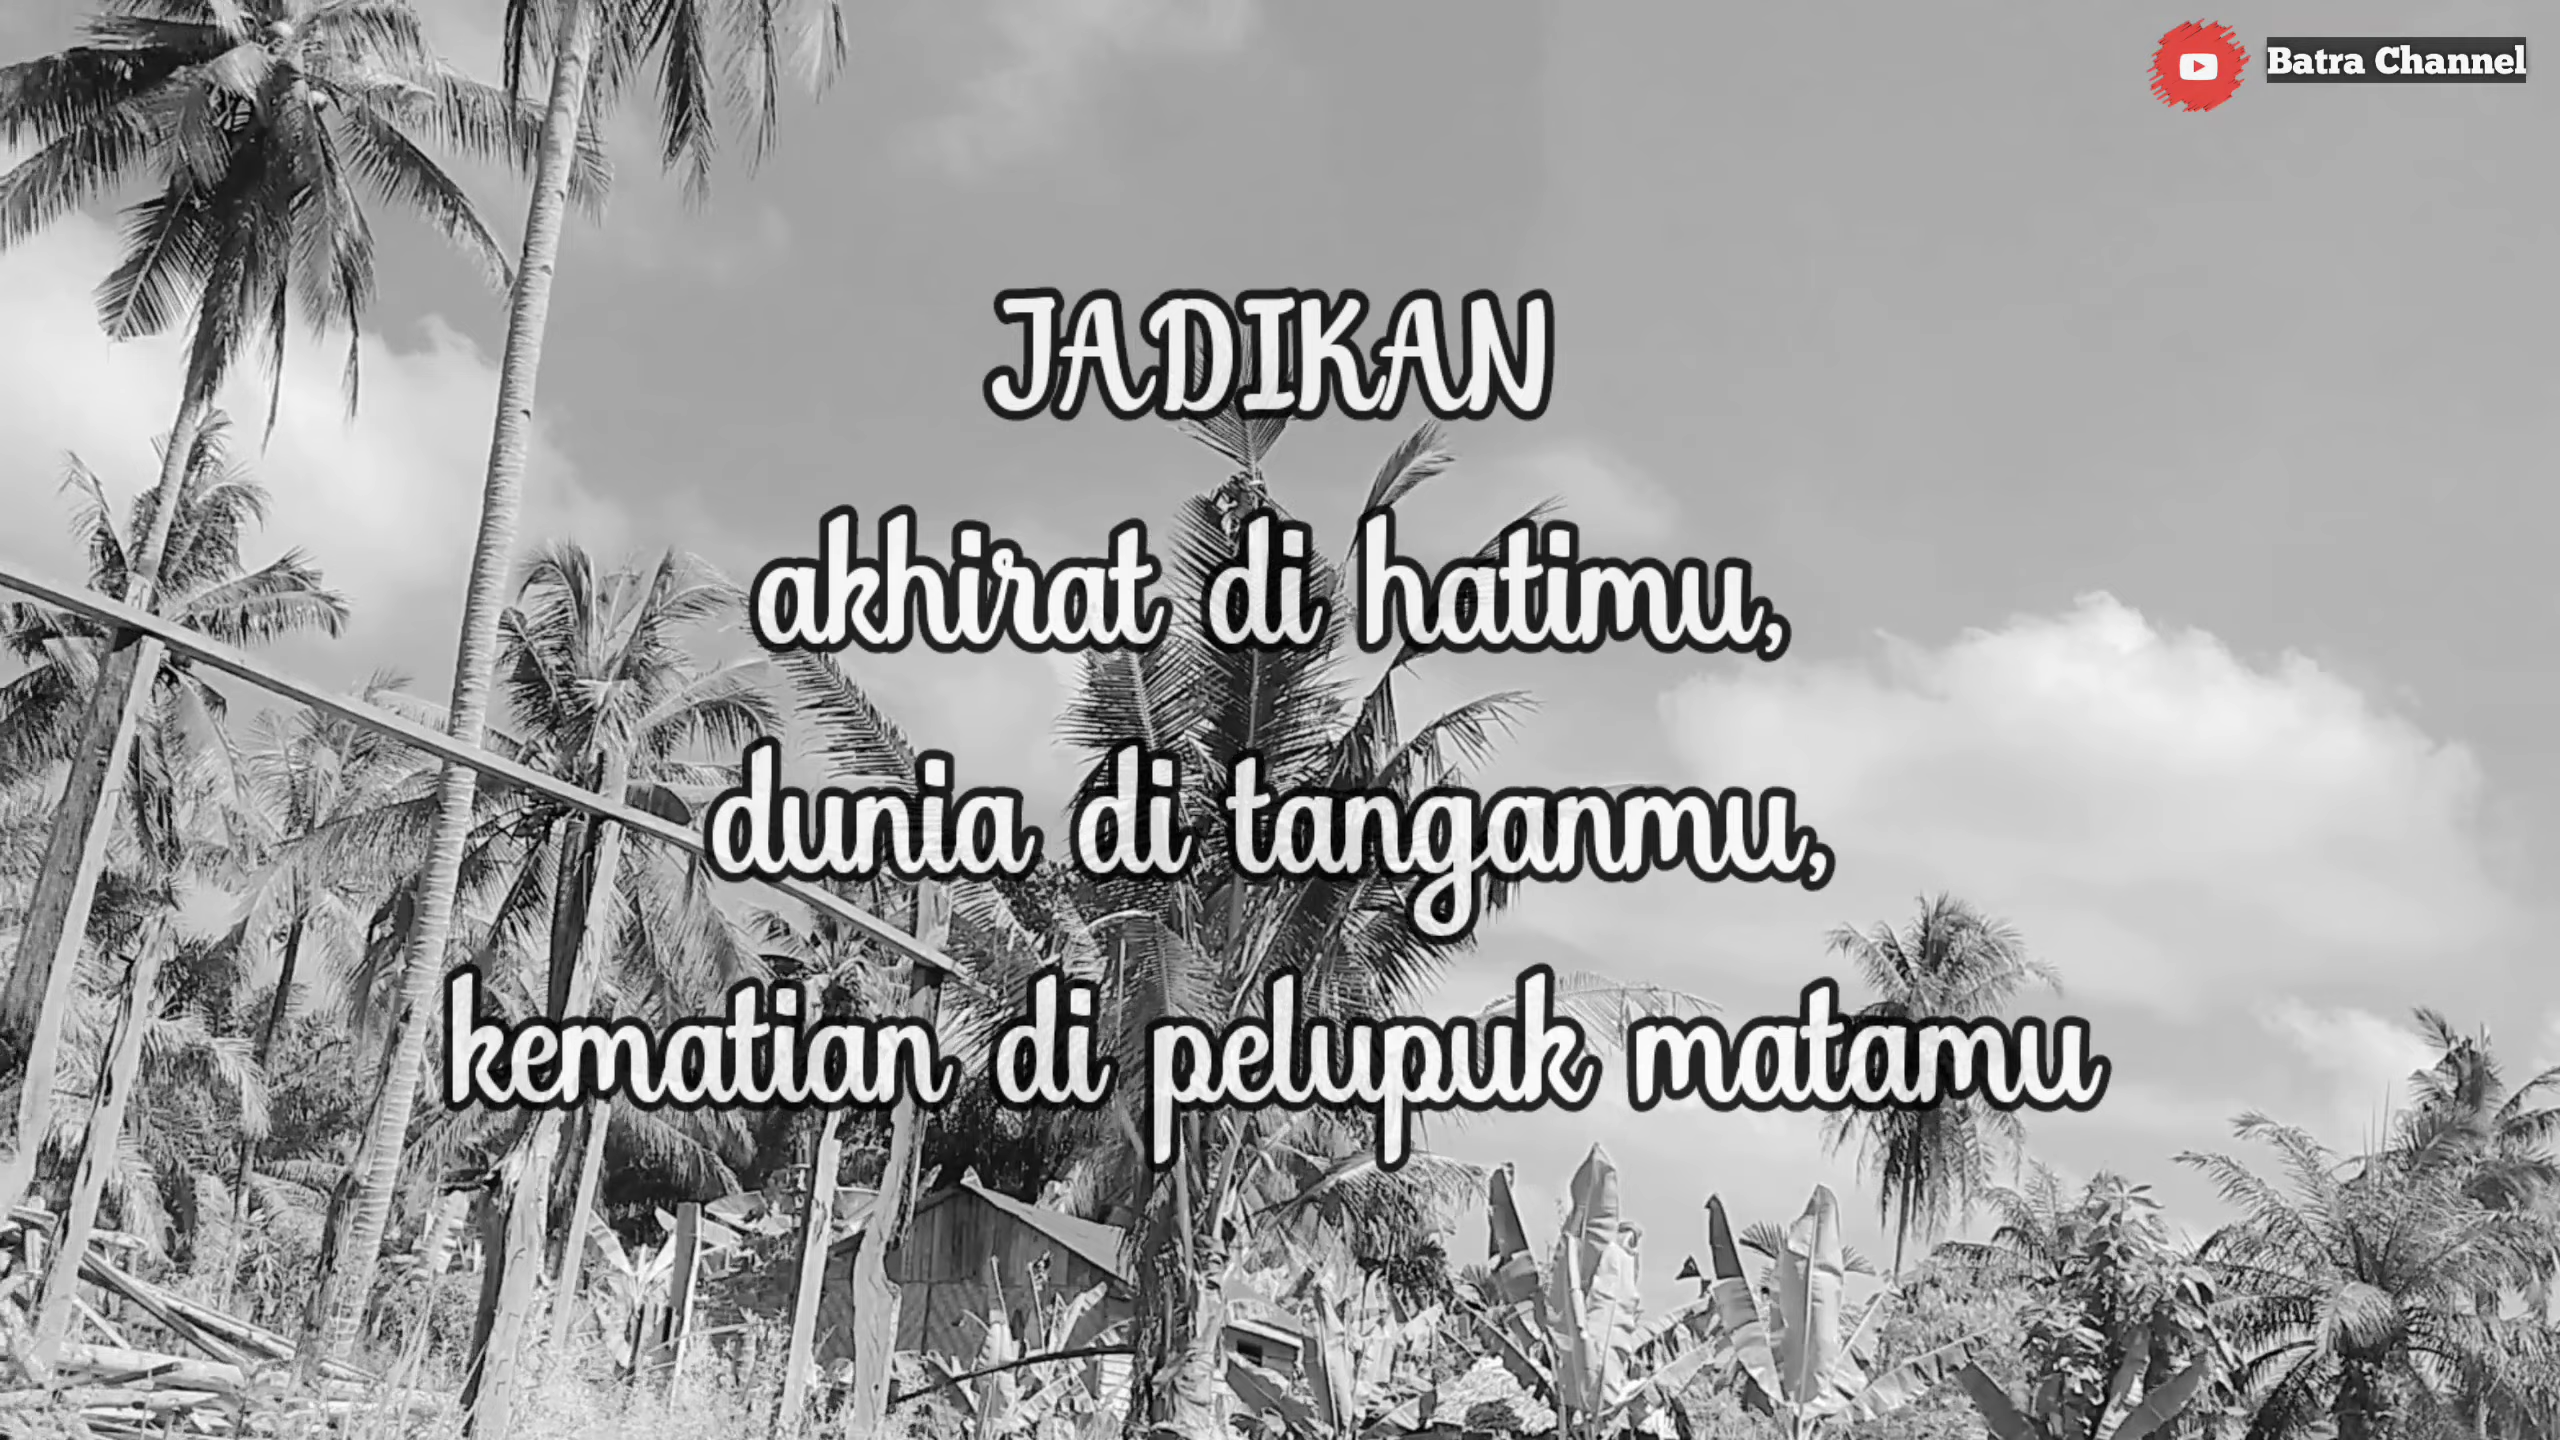 Batra Channel
JADIKAN
akhirat di hatimu,
dunia di tanganmu,
kematian di pelupuk matamu